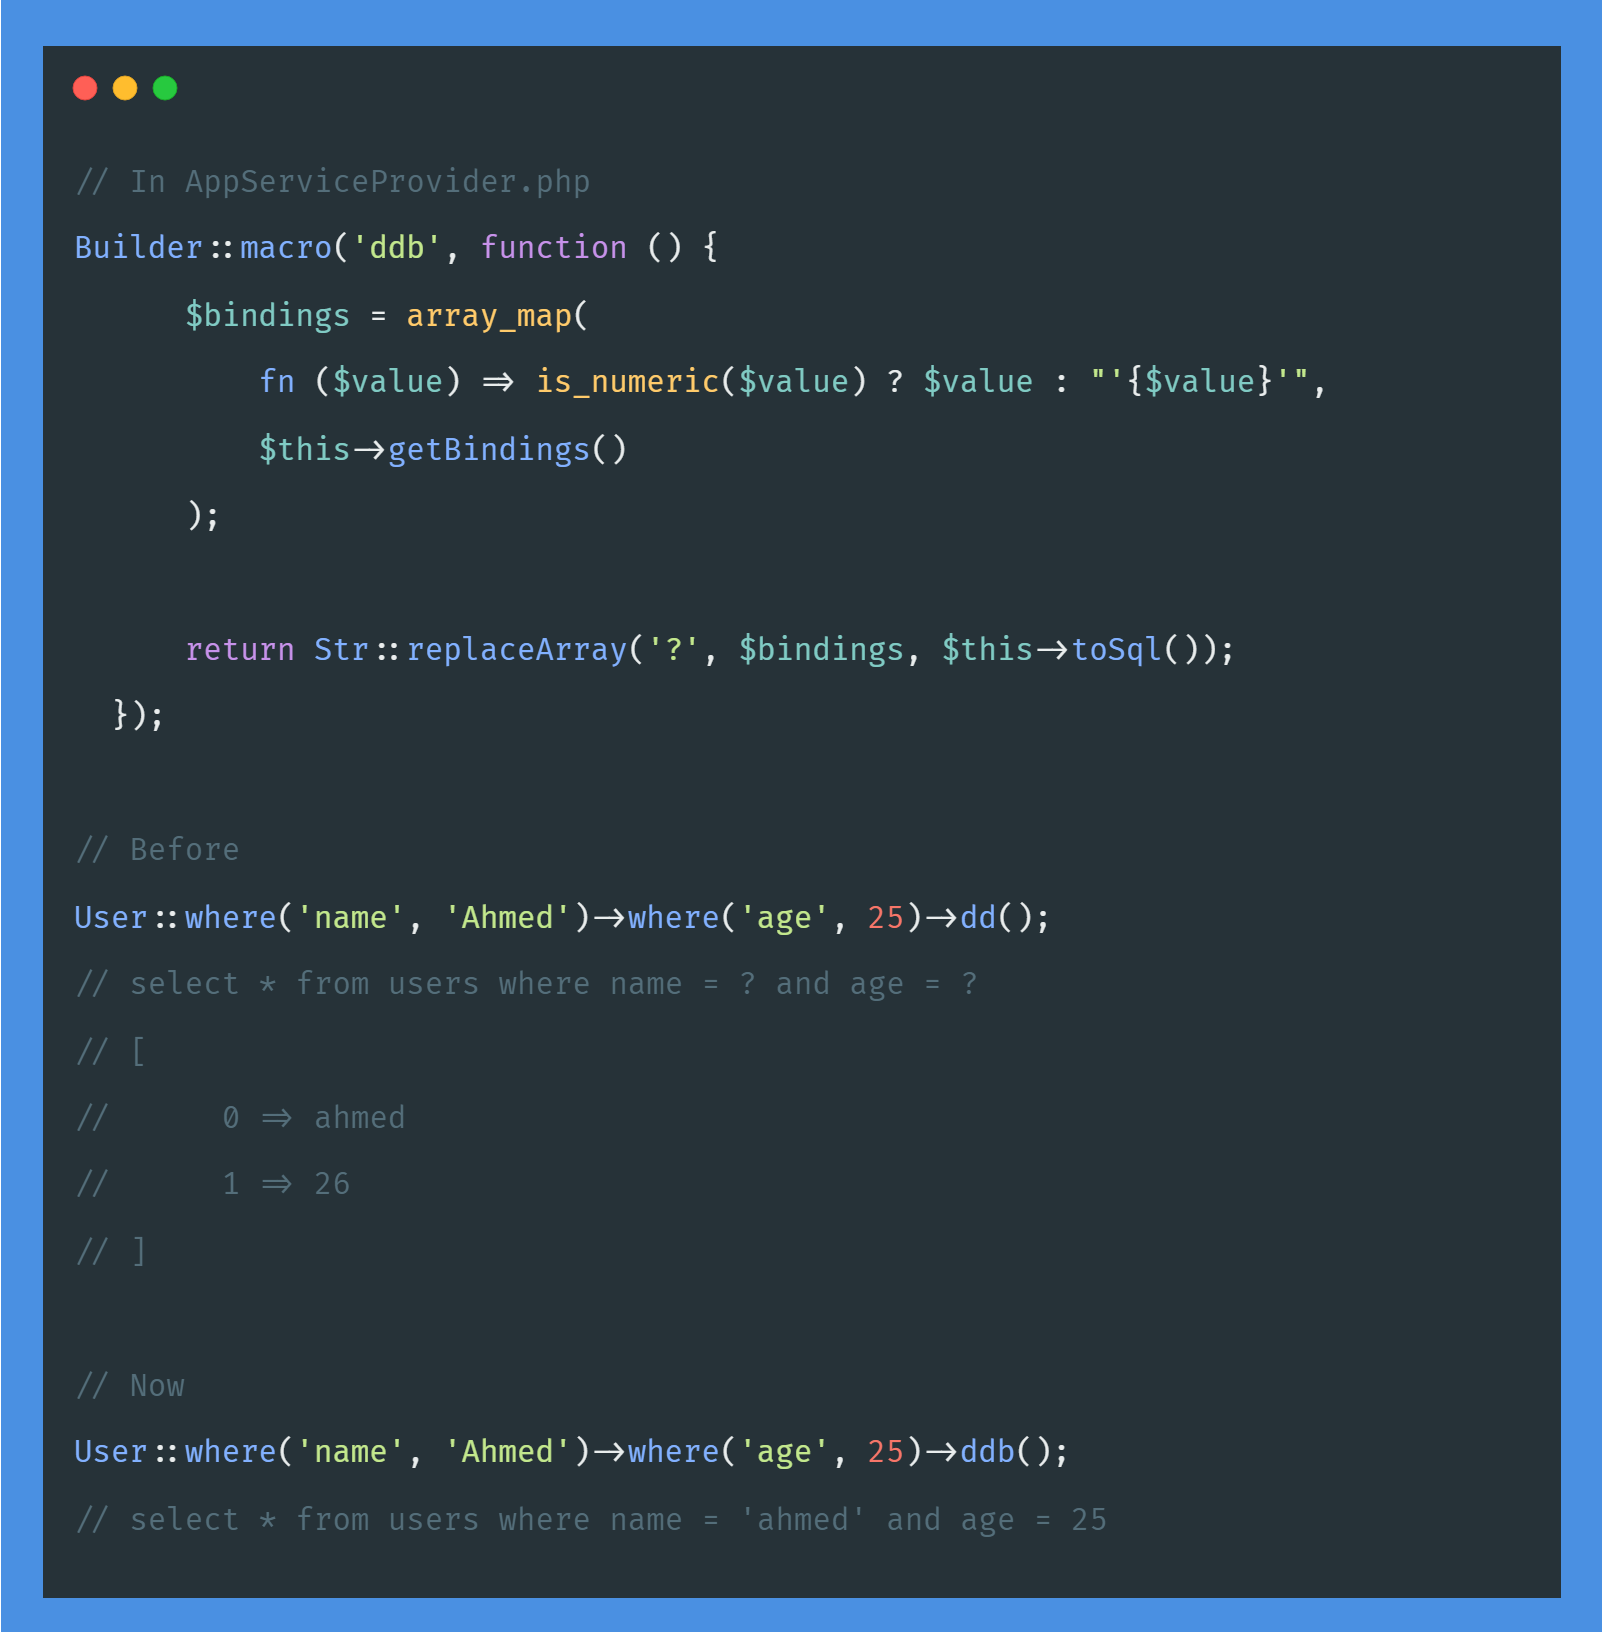 // In AppServiceProvider.php
Builder::macro('ddb', function () {
      $bindings = array_map(
          fn ($value) => is_numeric($value) ? $value : "'{$value}'",
          $this->getBindings()
      );

      return Str::replaceArray('?', $bindings, $this->toSql());
  });

// Before
User::where('name', 'Ahmed')->where('age', 25)->dd();
// select * from users where name = ? and age = ?
// [
//      0 => ahmed
//      1 => 26
// ]

// Now
User::where('name', 'Ahmed')->where('age', 25)->ddb();
// select * from users where name = 'ahmed' and age = 25